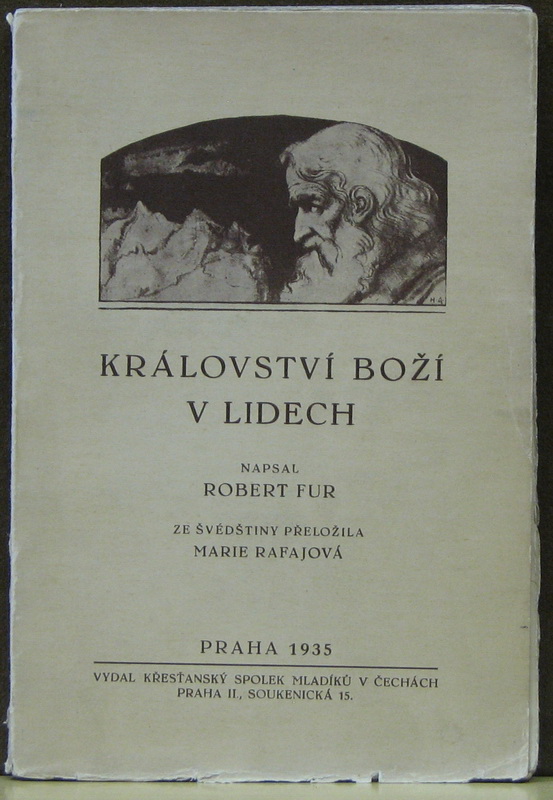 H G
KRÁLOVSTVÍ BOŽÍ
V LIDECH
NAPSAL
ROBERT FUR
ZE ŠVÉDŠTINY PŘELOŽILA
MARIE RAFAJOVÁ
PRAHA 1935
VYDAL KŘESŤANSKÝ SPOLEK MLADÍKŮ V ČECHÁCH
PRAHA II., SOUKENICKÁ 15.